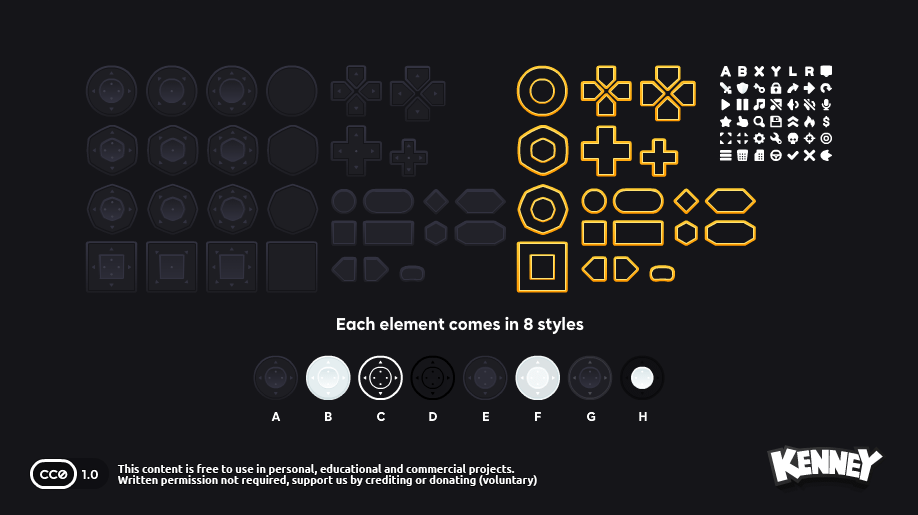 A B X Y L R
$
Each element comes in 8 styles
A B C D E F G H
CC0 1.0
This content is free to use in personal, educational and commercial projects.
Written permission not required, support us by crediting or donating (voluntary)
KENNEY